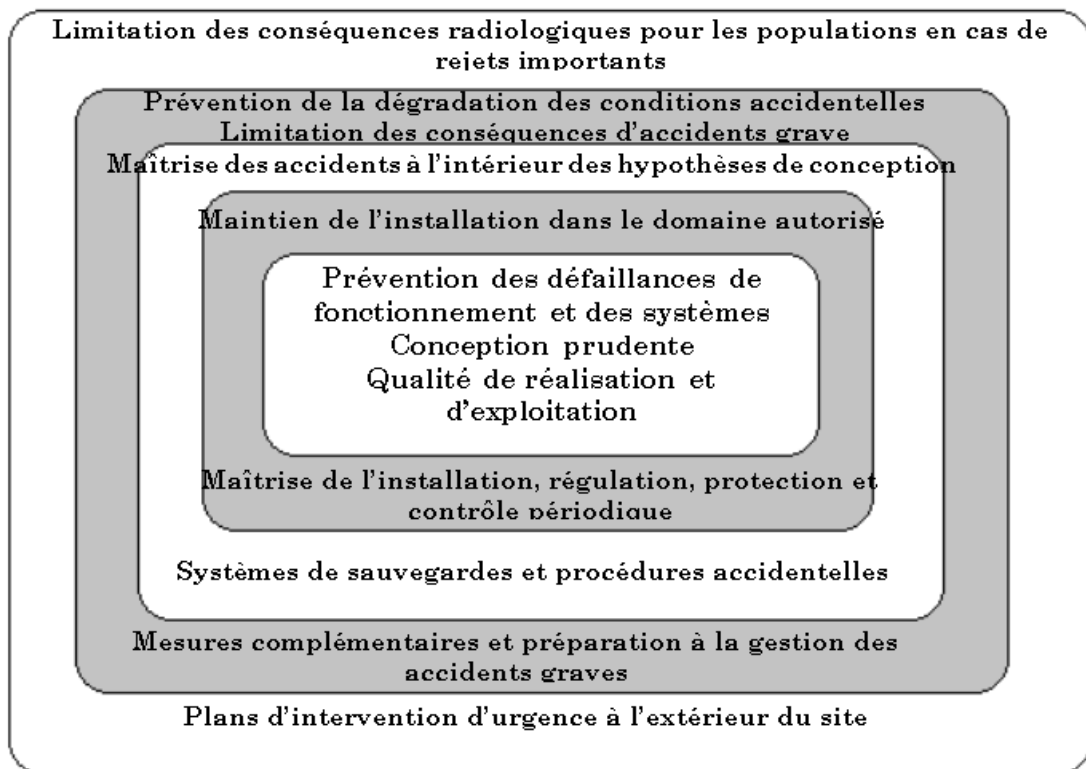 Limitation des conséquences radiologiques pour les populations en cas de
rejets importants
Prévention de la dégradation des conditions accidentelles
Limitation des conséquences d'accidents grave
Maîtrise des accidents à l'intérieur des hypothèses de conception
Maintien de l'installation dans le domaine autorisé
Prévention des défaillances de
fonctionnement et des systèmes
Conception prudente
Qualité de réalisation et
d'exploitation
Maîtrise de l'installation, régulation, protection et
contrôle périodique
Systèmes de sauvegardes et procédures accidentelles
Mesures complémentaires et préparation à la gestion des
accidents graves
Plans d'intervention d'urgence à l'extérieur du site